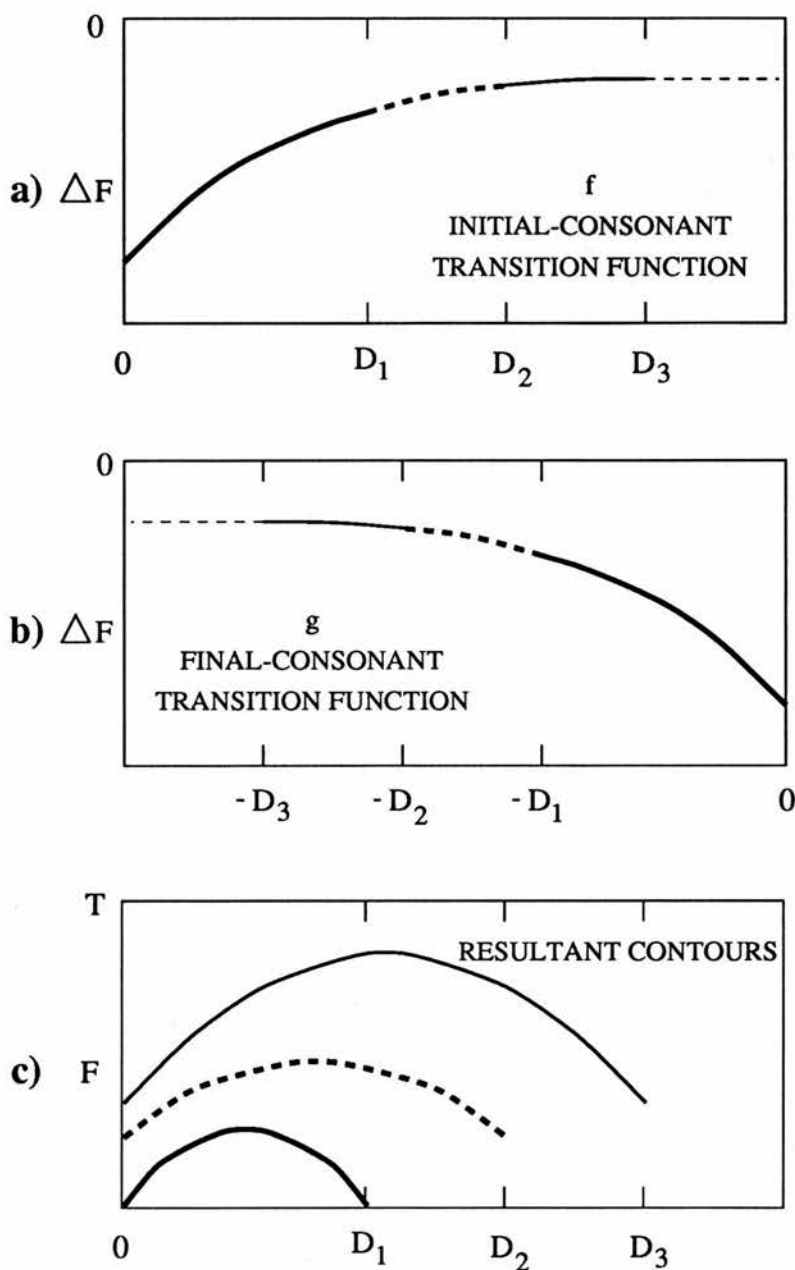 0
a) △F
f
INITIAL-CONSONANT
TRANSITION FUNCTION
0 D1 D2 D3
0
b) △F
g
FINAL-CONSONANT
TRANSITION FUNCTION
-D3 -D2 -D1 0
T
RESULTANT CONTOURS
c) F
0 D1 D2 D3